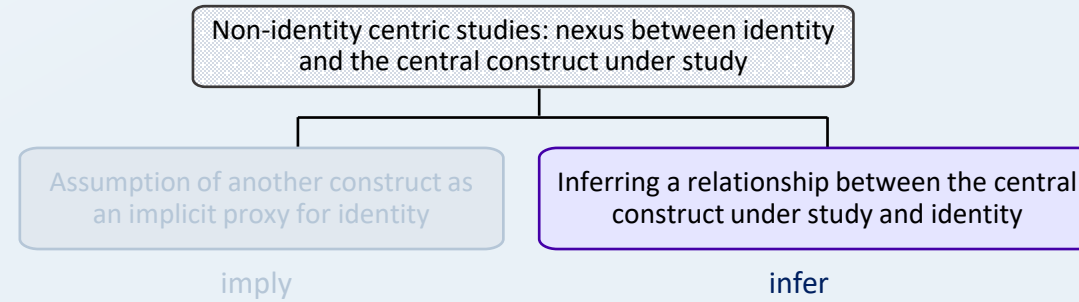 Non-identity centric studies: nexus between identity
and the central construct under study
Assumption of another construct as
an implicit proxy for identity
Inferring a relationship between the central
construct under study and identity
imply
infer